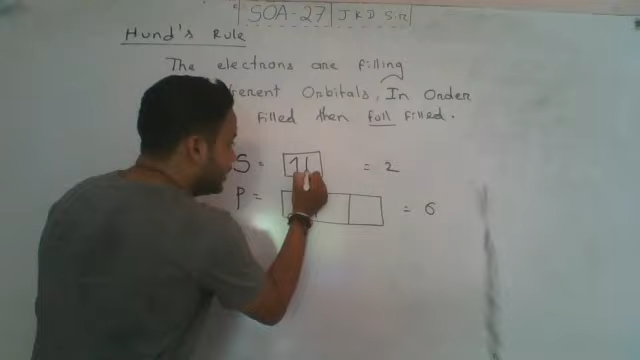 SOA-27 JKD Sir
Hund's Rule
The electrons are filling
Orbitals, In Order
filled then full filled.
S = = 2
P = = 6